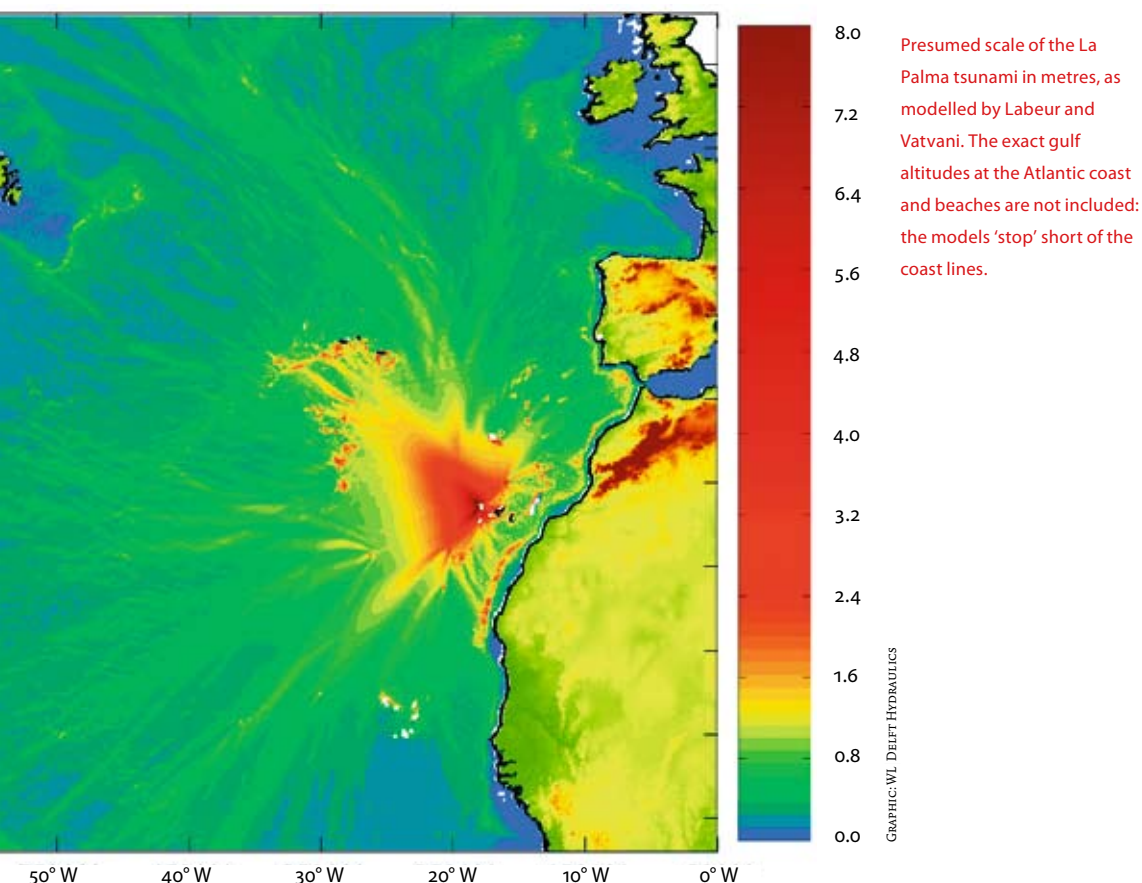 8.0
7.2
6.4
5.6
4.8
4.0
3.2
2.4
1.6
0.8
0.0
Presumed scale of the La
Palma tsunami in metres, as
modelled by Labeur and
Vatvani. The exact gulf
altitudes at the Atlantic coast
and beaches are not included:
the models ‘stop’ short of the
coast lines.
GRAPHIC: WL DELFT HYDRAULICS
50° W 40° W 30° W 20° W 10° W 0° W